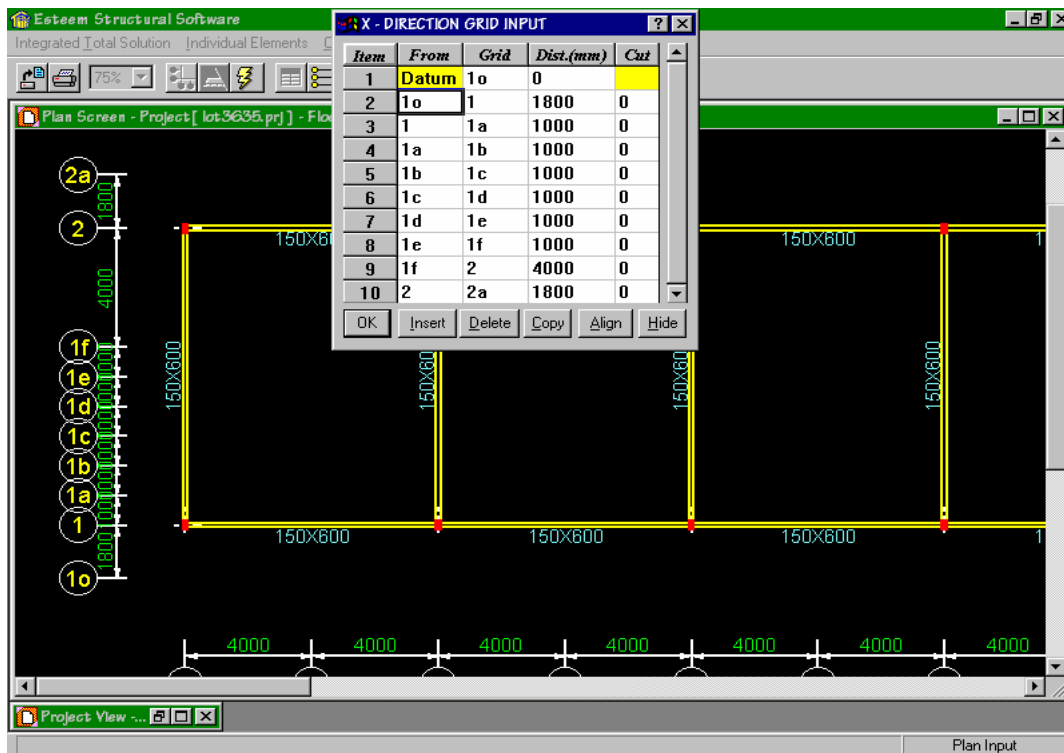 Esteem Structural Software
Integrated Total Solution Individual Elements
75%
X - DIRECTION GRID INPUT
Item From Grid Dist.(mm) Cut
1 Datum 1o 0
2 1o 1 1800 0
3 1 1a 1000 0
4 1a 1b 1000 0
5 1b 1c 1000 0
6 1c 1d 1000 0
7 1d 1e 1000 0
8 1e 1f 1000 0
9 1f 2 4000 0
10 2 2a 1800 0
OK Insert Delete Copy Align Hide
Plan Screen - Project[ lot3635.prj ] - Flo
2a
1800
2
150X60 150X600 1
4000
1f
1e
1d
1c
1b
1a
1
1800
1o
150X600 150X600 150X600 150X600
1000
150X600 150X600 150X600 1
4000 4000 4000 4000 4000 4000 4000
Project View -...
Plan Input